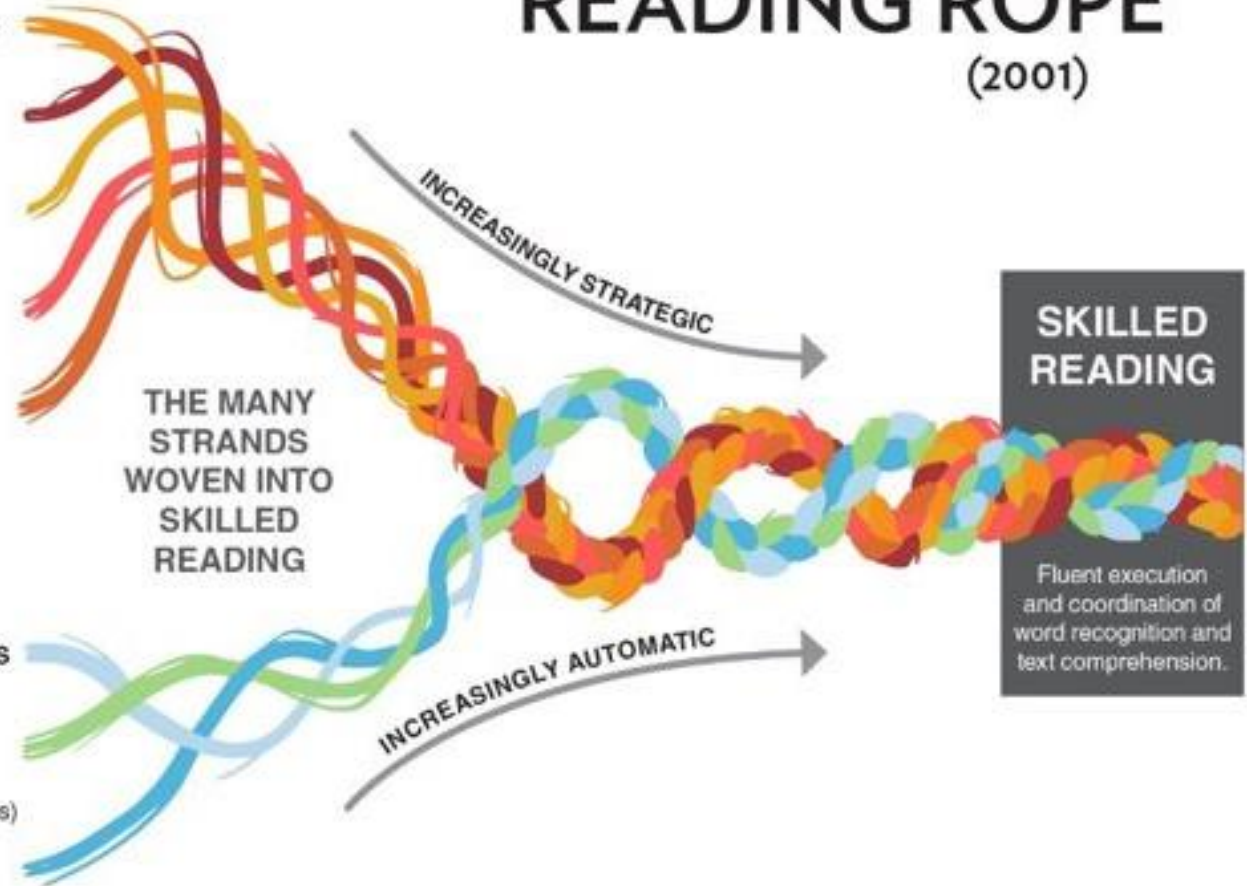 READING ROPE
(2001)
INCREASINGLY STRATEGIC
SKILLED
READING
THE MANY
STRANDS
WOVEN INTO
SKILLED
READING
Fluent execution
and coordination of
word recognition and
text comprehension.
s
INCREASINGLY AUTOMATIC
s)